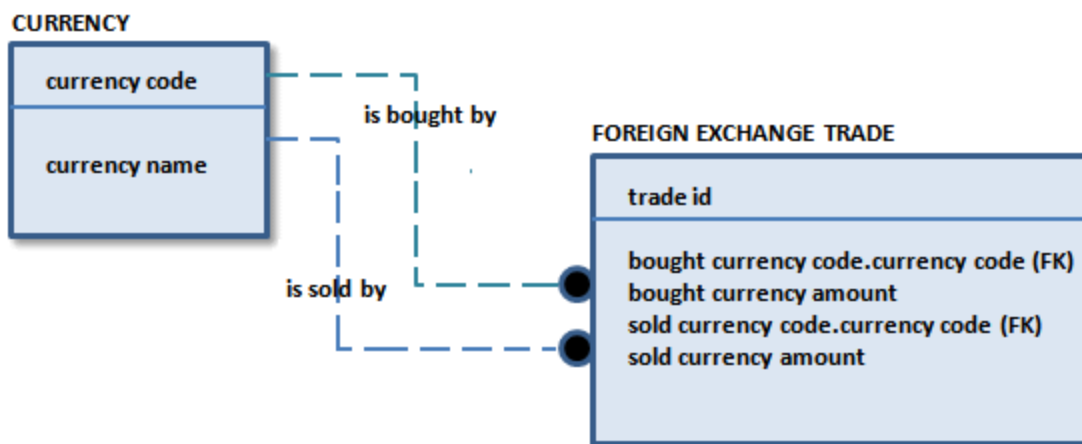 CURRENCY
currency code
currency name
is bought by
is sold by
FOREIGN EXCHANGE TRADE
trade id
bought currency code.currency code (FK)
bought currency amount
sold currency code.currency code (FK)
sold currency amount